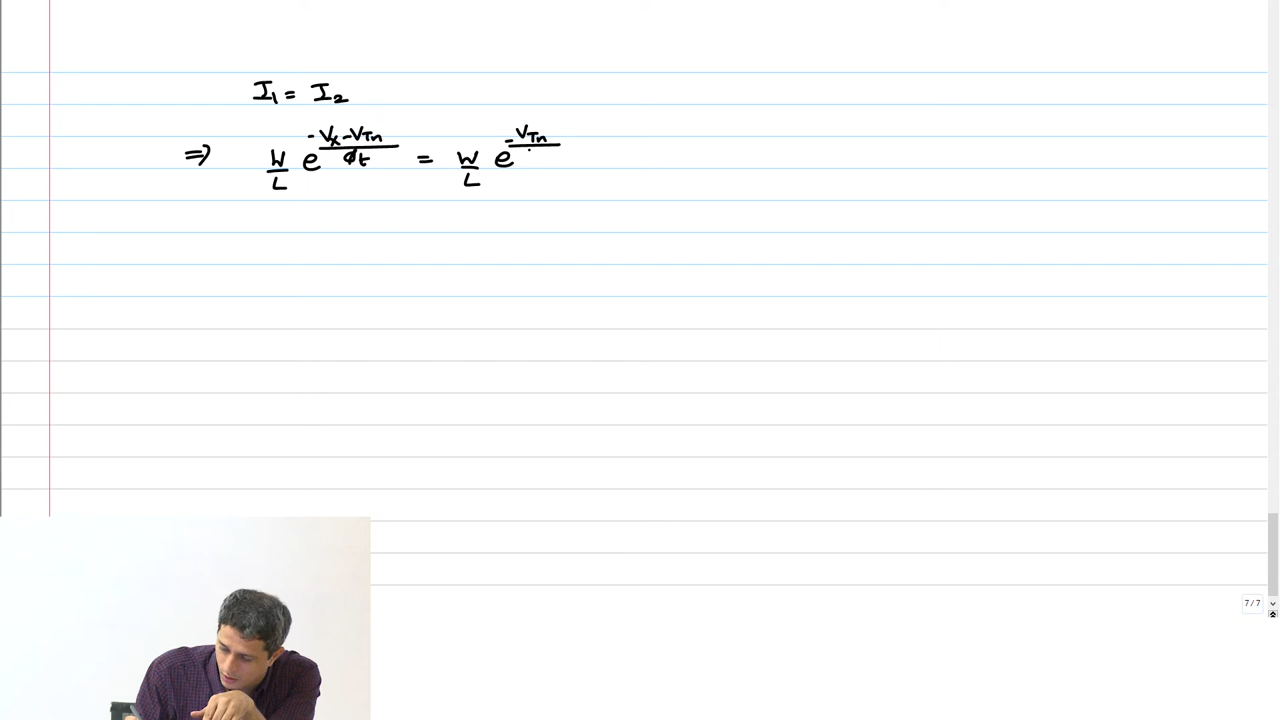 I₁ = I₂
⇒ W/L e^(-Vx-VTn)/φt = W/L e^-VTn
7/7